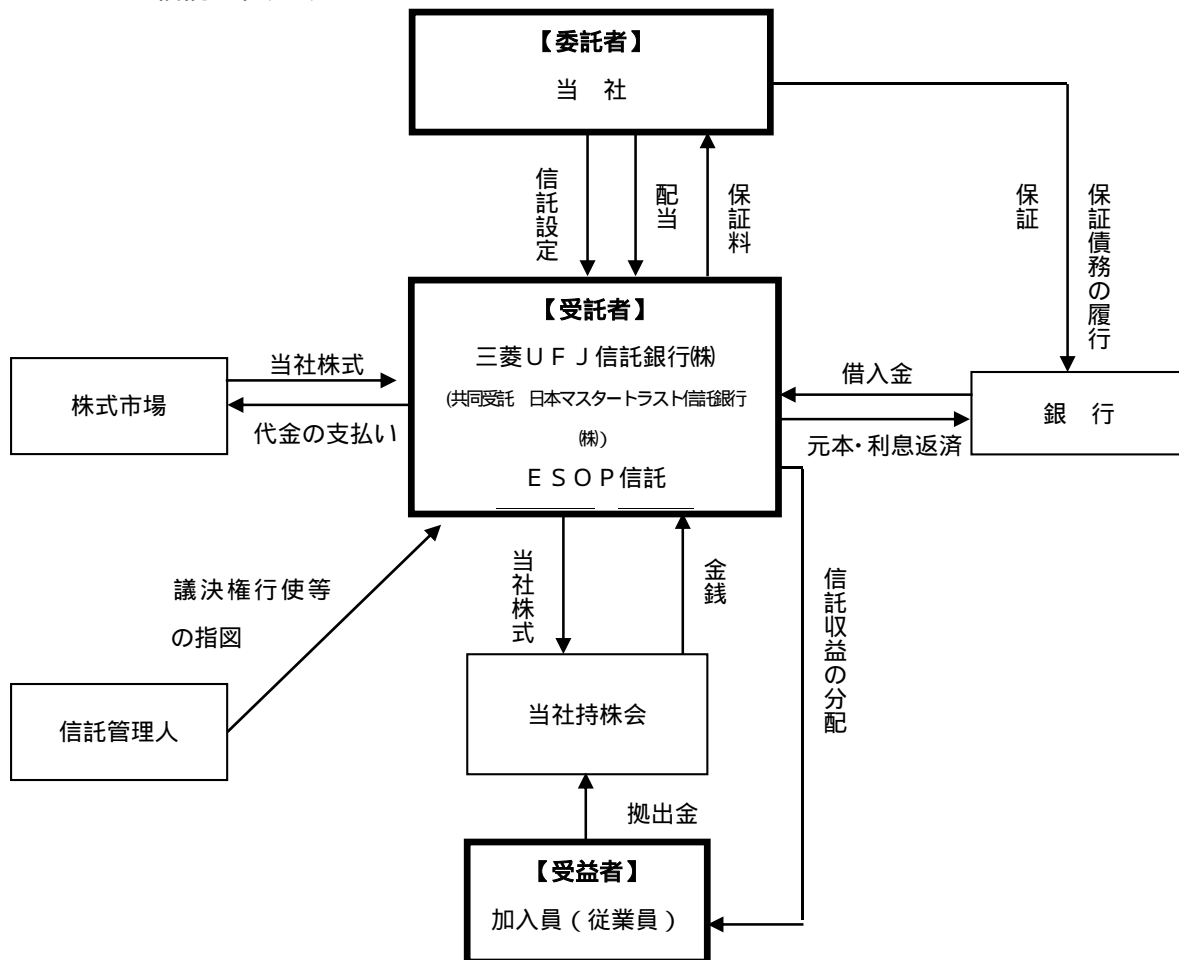 【委託者】
当　社
信託設定
配当
保証料
保証
保証債務の履行
【受託者】
三菱ＵＦＪ信託銀行㈱
(共同受託　日本マスタートラスト信託銀行
㈱)
ＥＳＯＰ信託
株式市場
当社株式
代金の支払い
借入金
元本・利息返済
銀　行
議決権行使等
の指図
信託管理人
当社株式
金銭
信託収益の分配
当社持株会
拠出金
【受益者】
加入員（従業員）